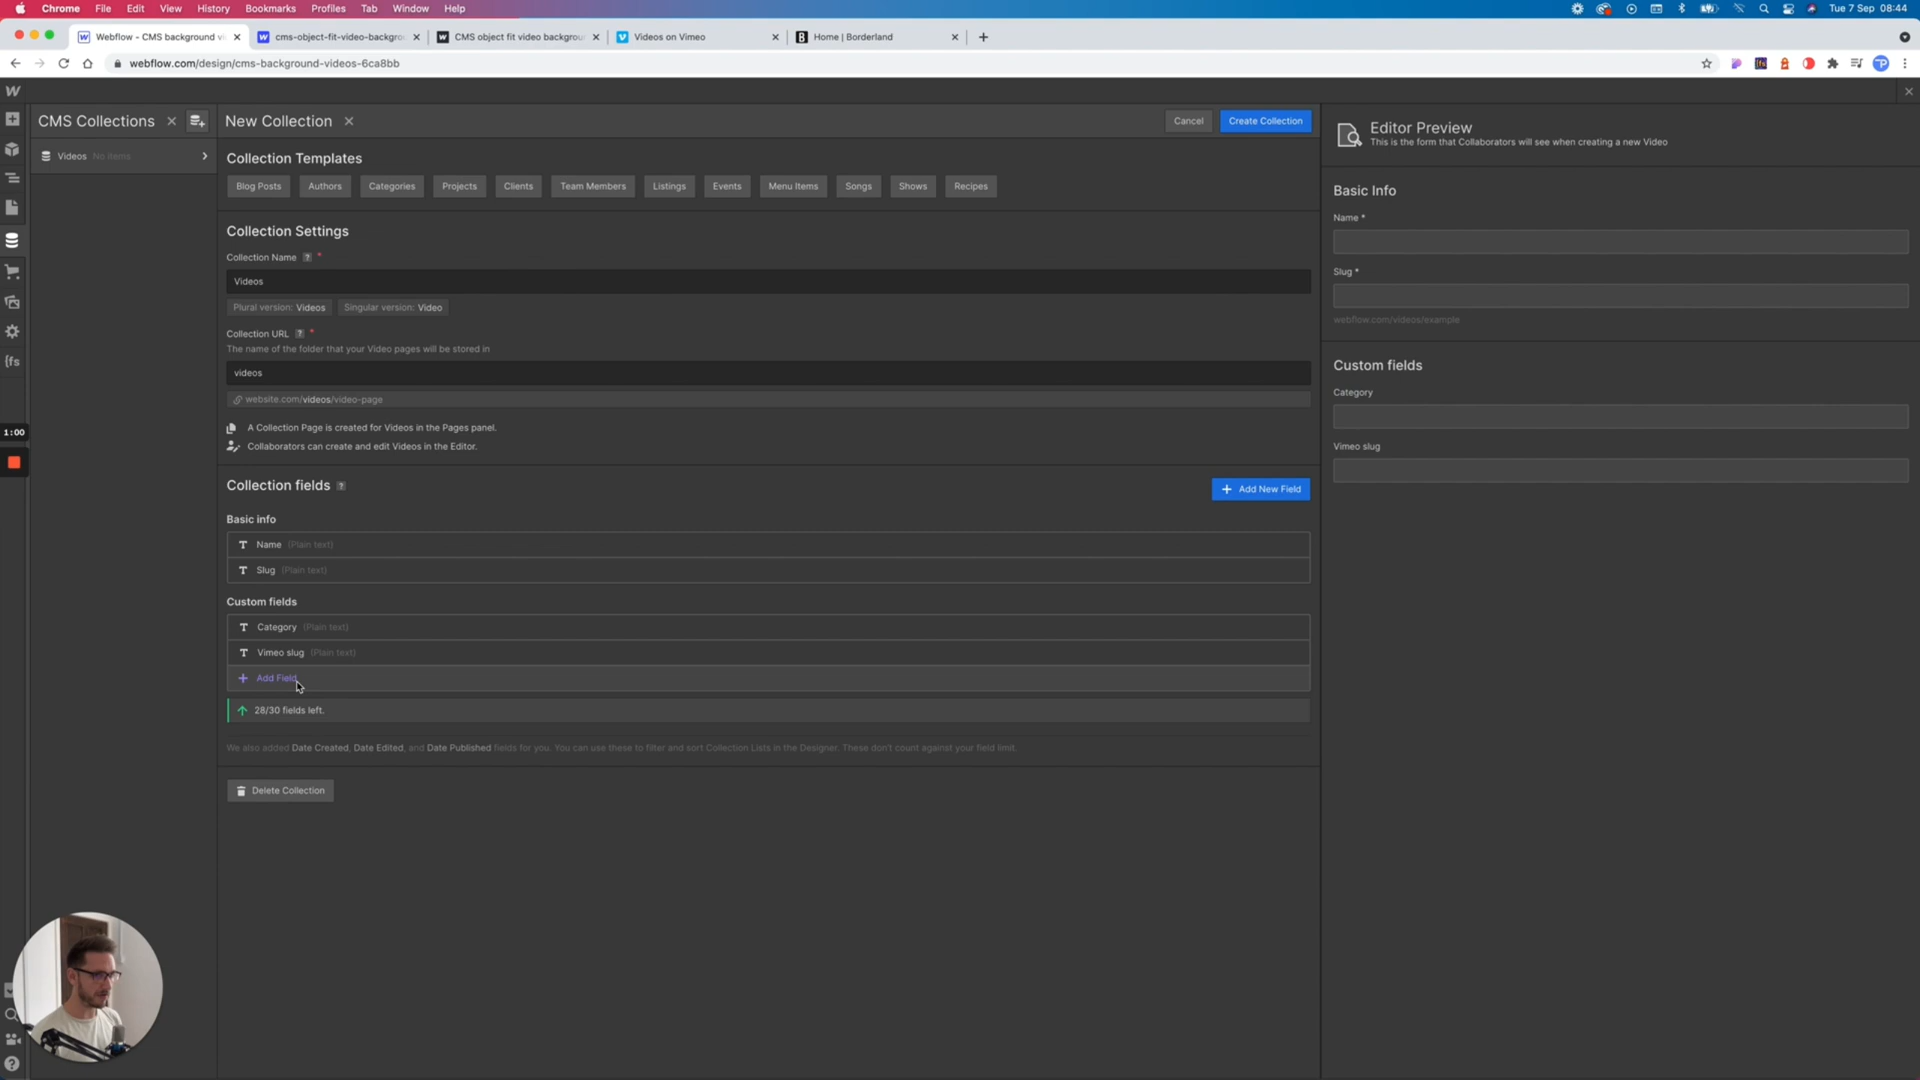 Chrome File Edit View History Bookmarks Profiles Tab Window Help Tue 7 Sep 08:44
Webflow - CMS background vi cms-object-fit-video-backgro CMS object fit video backgroun Videos on Vimeo Home | Borderland
webflow.com/design/cms-background-videos-6ca8bb
CMS Collections New Collection Cancel Create Collection
Editor Preview
This is the form that Collaborators will see when creating a new Video
Videos No items
Collection Templates
Blog Posts Authors Categories Projects Clients Team Members Listings Events Menu Items Songs Shows Recipes
Basic Info
Name *
Slug *
webflow.com/videos/example
Collection Settings
Collection Name ? *
Videos
Plural version: Videos Singular version: Video
Collection URL ? *
The name of the folder that your Video pages will be stored in
videos
website.com/videos/video-page
A Collection Page is created for Videos in the Pages panel.
Collaborators can create and edit Videos in the Editor.
Custom fields
Category
Vimeo slug
1:00
Collection fields ? + Add New Field
Basic info
T Name (Plain text)
T Slug (Plain text)
Custom fields
T Category (Plain text)
T Vimeo slug (Plain text)
+ Add Field
28/30 fields left.
We also added Date Created, Date Edited, and Date Published fields for you. You can use these to filter and sort Collection Lists in the Designer. These don't count against your field limit.
Delete Collection